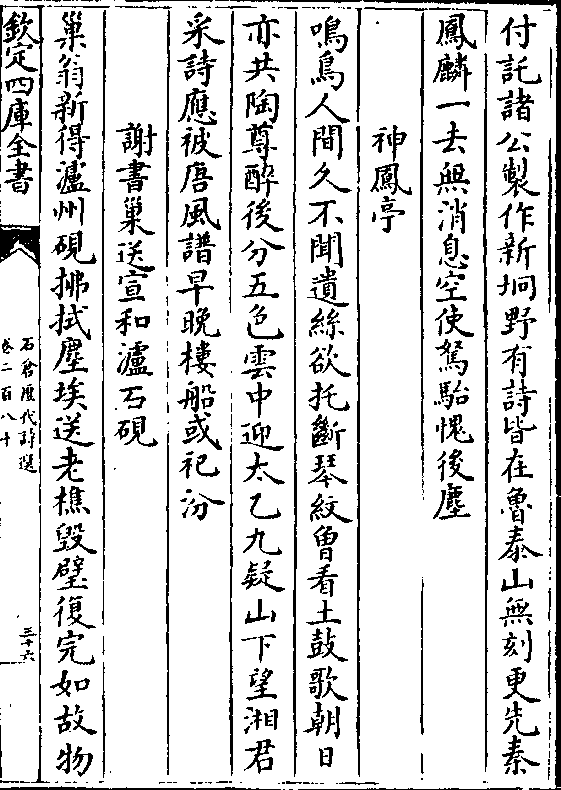 付託諸公製作新坰野有詩皆在魯泰山無刻更先秦
鳳麟一去無消息空使駑駘愧後塵
神鳳亭
鳴鳥人間久不聞遺絲欲托斷琴紋曽看土鼓歌朝日
亦共陶尊酔後分五色雲中迎太乙九疑山下望湘君
采詩應被唐風譜早晚樓船或祀汾
謝書巢送宣和瀘石硯
巢翁新得瀘州硯拂拭塵埃送老樵毀璧復完如故物
欽定四庫全書
石倉歴代詩選
卷二百八十
三十六